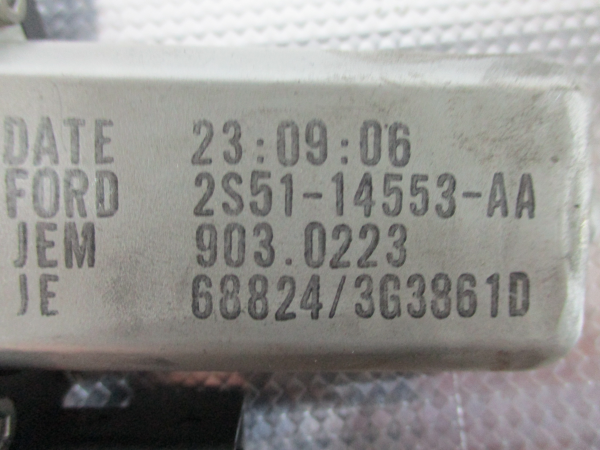 DATE 23:09:06
FORD 2S51-14553-AA
JEM 903.0223
JE 68824/3G3861D